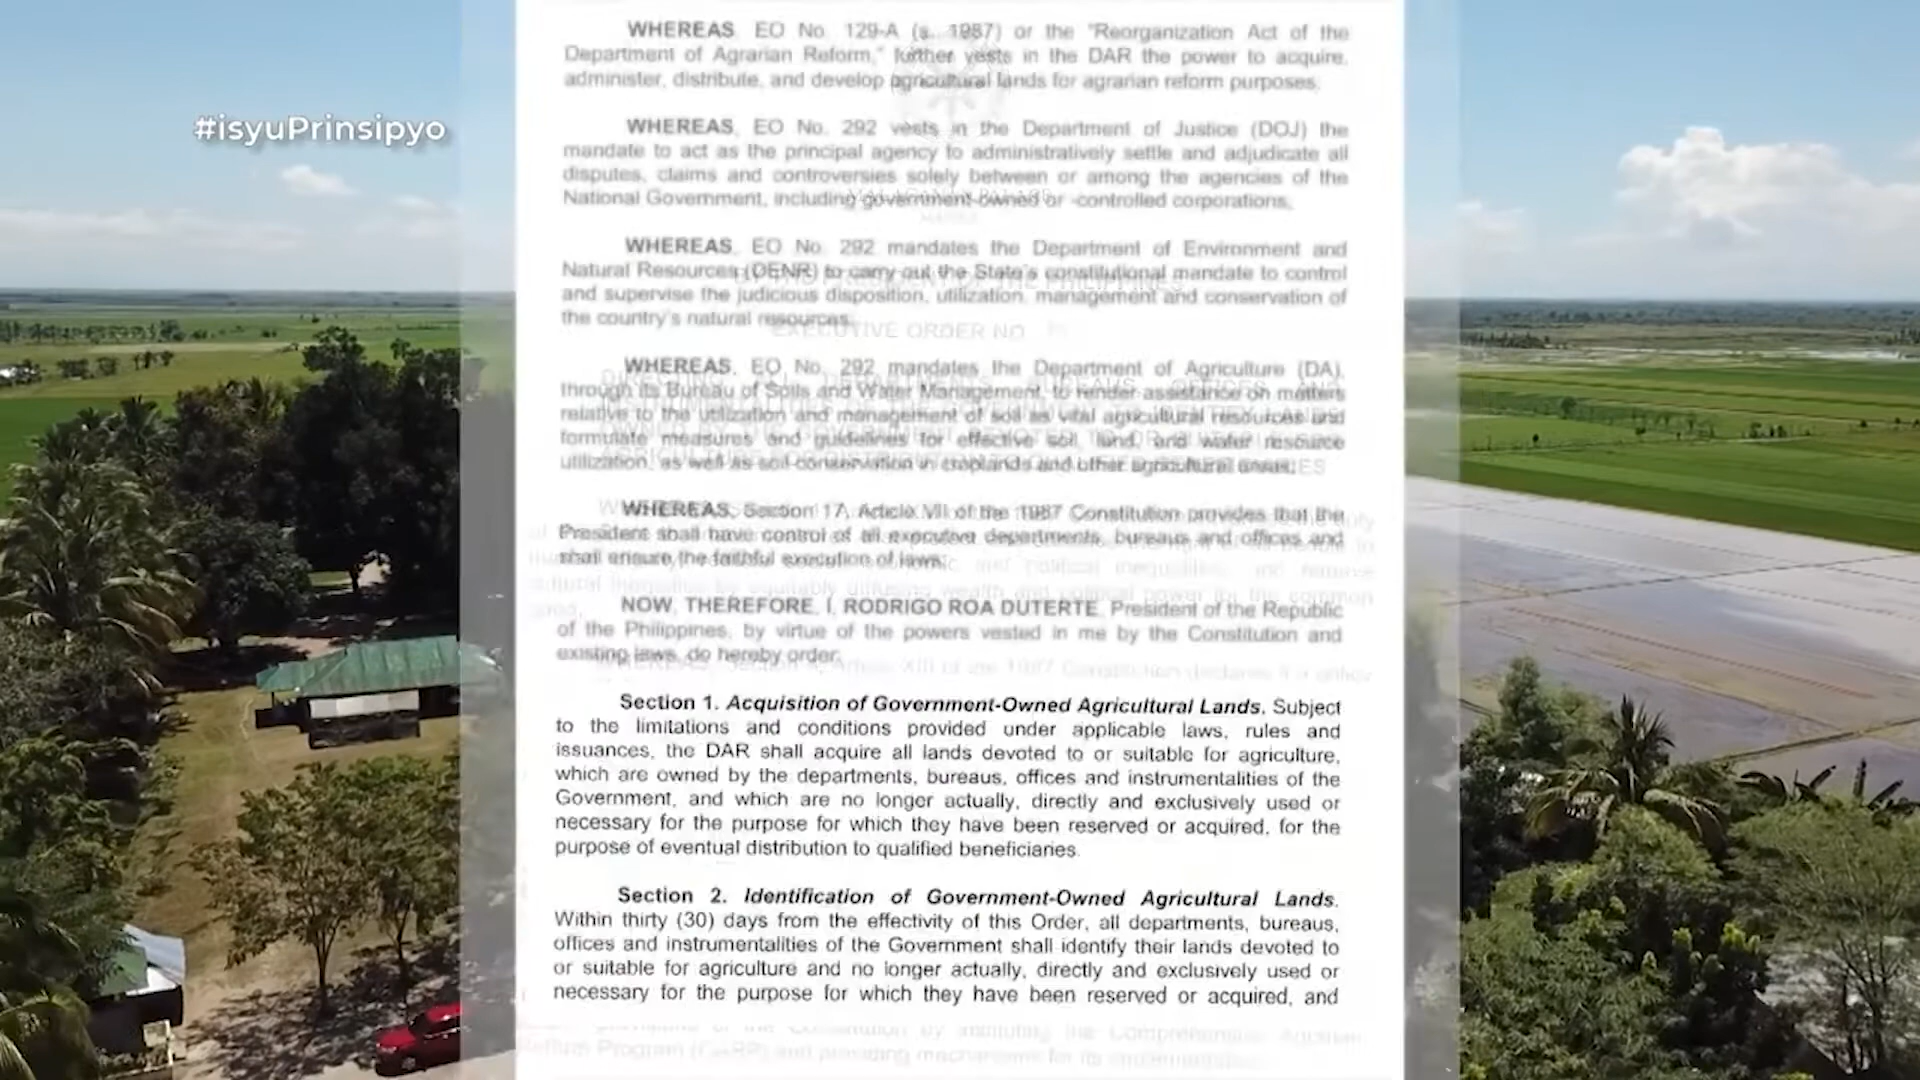 #isyuPrinsipyo
WHEREAS, EO No. 129-A (s. 1987) or the "Reorganization Act of the
Department of Agrarian Reform," further vests in the DAR the power to acquire,
administer, distribute, and develop agricultural lands for agrarian reform purposes;
WHEREAS, EO No. 292 vests in the Department of Justice (DOJ) the
mandate to act as the principal agency to administratively settle and adjudicate all
disputes, claims and controversies solely between or among the agencies of the
National Government, including government-owned or -controlled corporations;
MALACAÑAN PALACE
WHEREAS, EO No. 292 mandates the Department of Environment and
Natural Resources (DENR) to carry out the State's constitutional mandate to control
BY THE PRESIDENT OF THE PHILIPPINES
and supervise the judicious disposition, utilization, management and conservation of
the country's natural resources;
EXECUTIVE ORDER NO.
WHEREAS, EO No. 292 mandates the Department of Agriculture (DA),
through its Bureau of Soils and Water Management, to render assistance on matters
relative to the utilization and management of soil as vital agricultural resources and
formulate measures and guidelines for effective soil, land, and water resource
utilization, as well as soil conservation in croplands and other agricultural areas;
WHEREAS, Section 17, Article VII of the 1987 Constitution provides that the
President shall have control of all executive departments, bureaus and offices and
shall ensure the faithful execution of laws;
NOW, THEREFORE, I, RODRIGO ROA DUTERTE, President of the Republic
of the Philippines, by virtue of the powers vested in me by the Constitution and
existing laws, do hereby order:
Section 1. Acquisition of Government-Owned Agricultural Lands. Subject
to the limitations and conditions provided under applicable laws, rules and
issuances, the DAR shall acquire all lands devoted to or suitable for agriculture,
which are owned by the departments, bureaus, offices and instrumentalities of the
Government, and which are no longer actually, directly and exclusively used or
necessary for the purpose for which they have been reserved or acquired, for the
purpose of eventual distribution to qualified beneficiaries.
Section 2. Identification of Government-Owned Agricultural Lands.
Within thirty (30) days from the effectivity of this Order, all departments, bureaus,
offices and instrumentalities of the Government shall identify their lands devoted to
or suitable for agriculture and no longer actually, directly and exclusively used or
necessary for the purpose for which they have been reserved or acquired, and